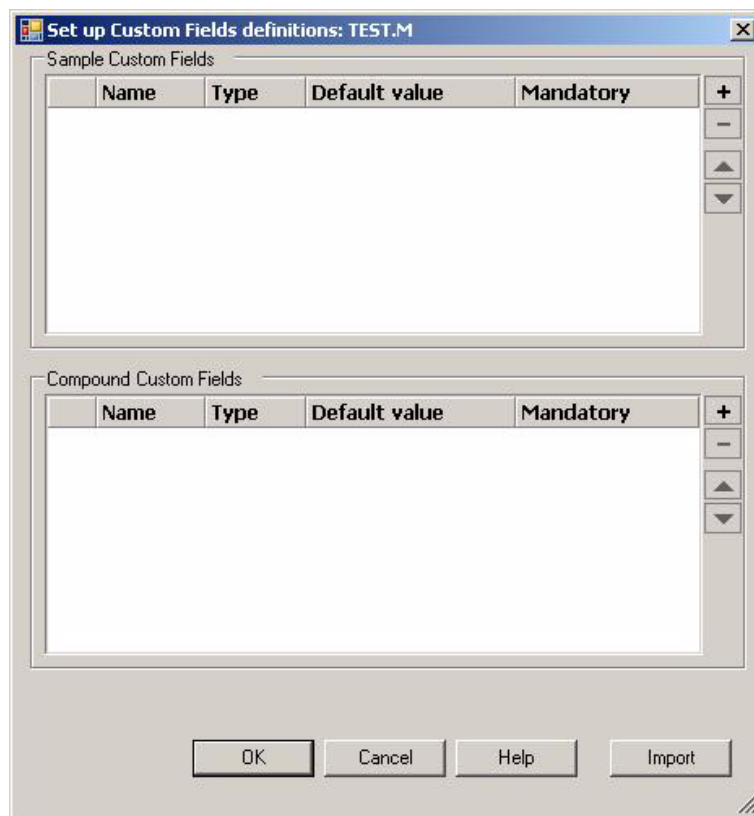 Set up Custom Fields definitions: TEST.M
Sample Custom Fields
Name Type Default value Mandatory
+
−
Compound Custom Fields
Name Type Default value Mandatory
+
−
OK Cancel Help Import